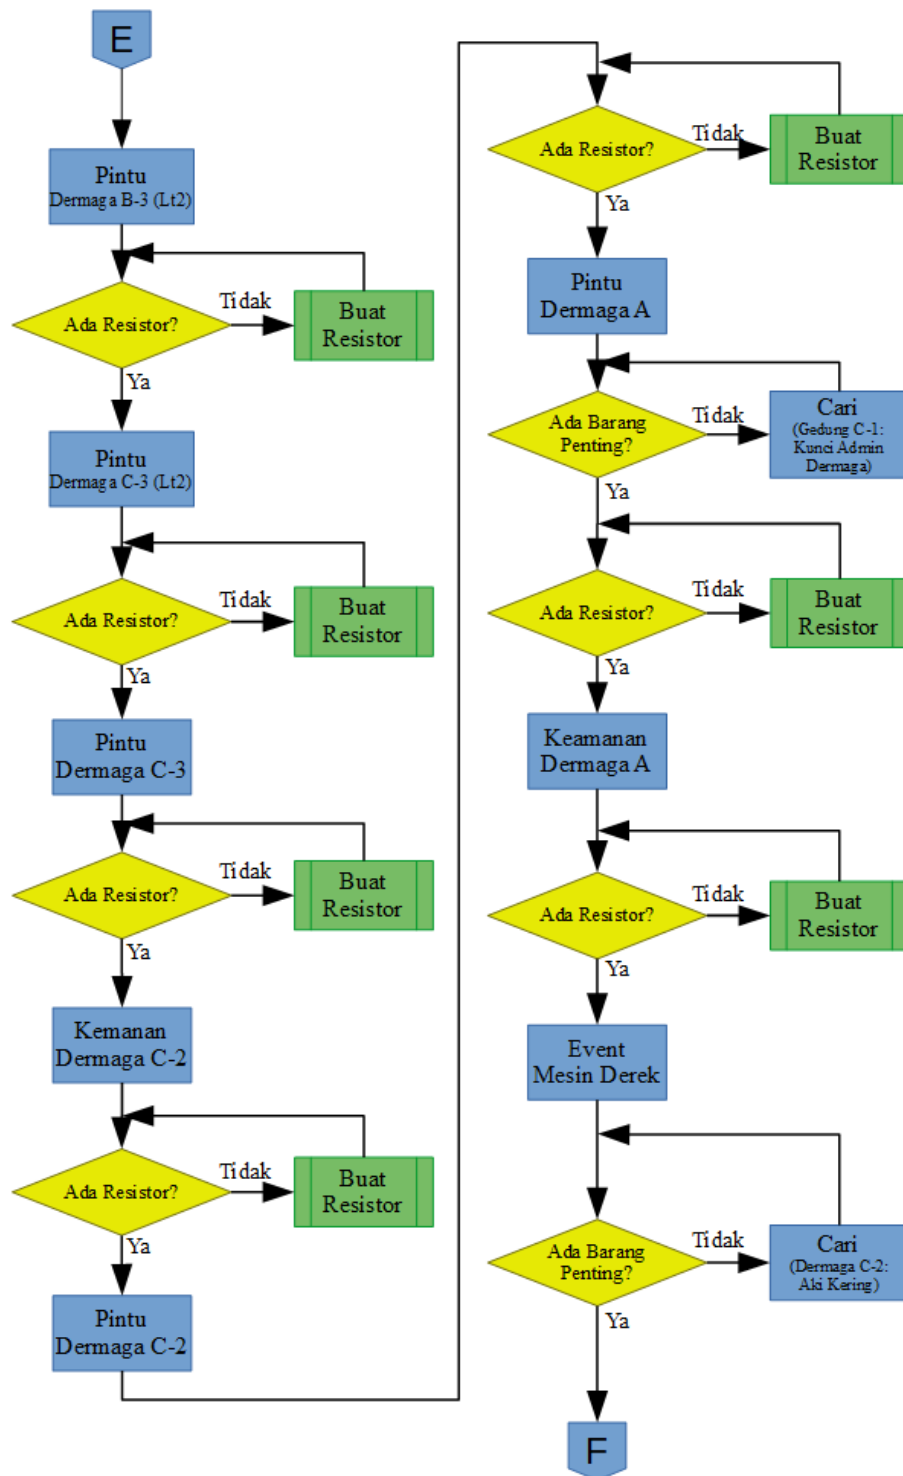 E
Pintu
Dermaga B-3 (Lt2)
Ada Resistor?
Tidak
Buat
Resistor
Ya
Pintu
Dermaga C-3 (Lt2)
Ada Resistor?
Tidak
Buat
Resistor
Ya
Pintu
Dermaga C-3
Ada Resistor?
Tidak
Buat
Resistor
Ya
Kemanan
Dermaga C-2
Ada Resistor?
Tidak
Buat
Resistor
Ya
Pintu
Dermaga C-2
Ada Resistor?
Tidak
Buat
Resistor
Ya
Pintu
Dermaga A
Ada Barang
Penting?
Tidak
Cari
(Gedung C-1:
Kunci Admin
Dermaga)
Ya
Ada Resistor?
Tidak
Buat
Resistor
Ya
Keamanan
Dermaga A
Ada Resistor?
Tidak
Buat
Resistor
Ya
Event
Mesin Derek
Ada Barang
Penting?
Tidak
Cari
(Dermaga C-2:
Aki Kering)
Ya
F